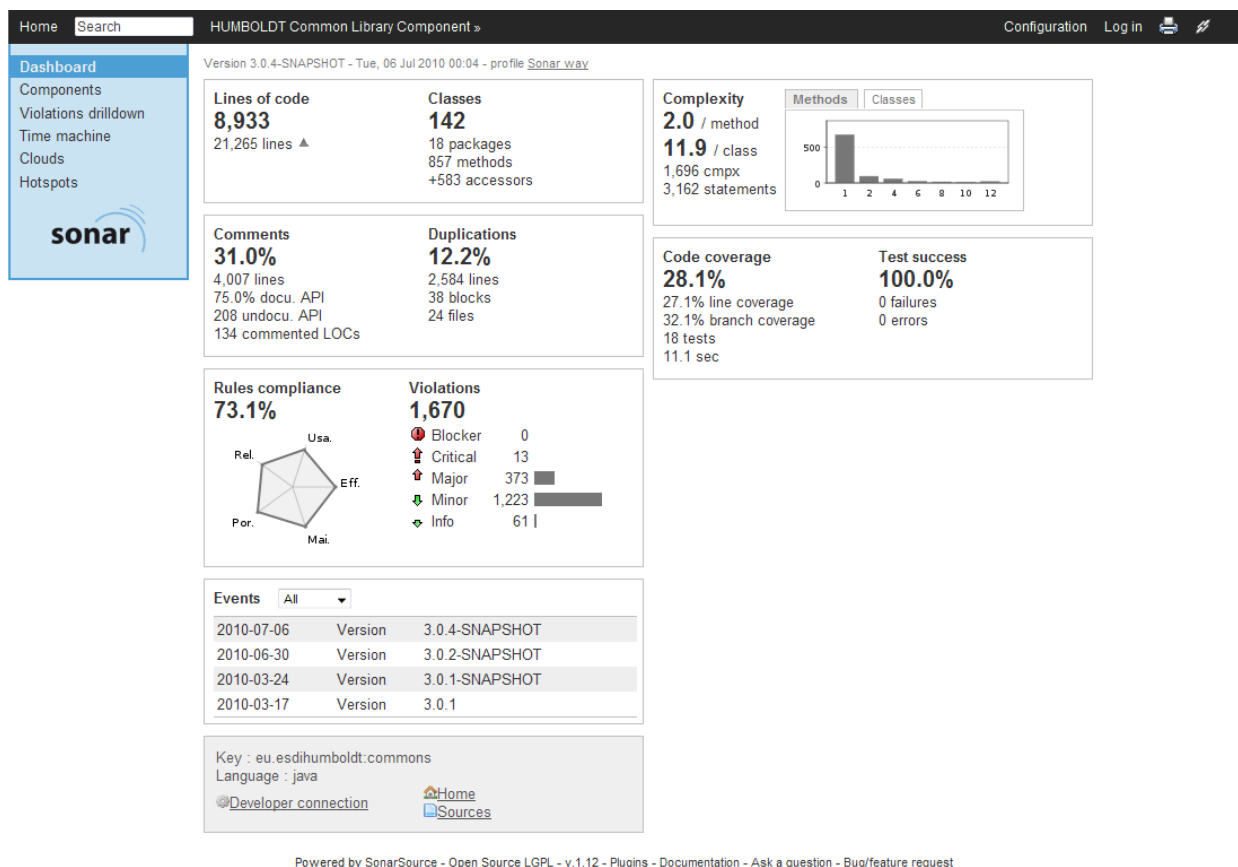 Home Search HUMBOLDT Common Library Component » Configuration Log in
Dashboard
Components
Violations drilldown
Time machine
Clouds
Hotspots
sonar
Version 3.0.4-SNAPSHOT - Tue, 06 Jul 2010 00:04 - profile Sonar way
Lines of code
8,933
21,265 lines
Classes
142
18 packages
857 methods
+583 accessors
Comments
31.0%
4,007 lines
75.0% docu. API
208 undocu. API
134 commented LOCs
Duplications
12.2%
2,584 lines
38 blocks
24 files
Rules compliance
73.1%
Usa.
Rel.
Eff.
Por.
Mai.
Violations
1,670
Blocker 0
Critical 13
Major 373
Minor 1,223
Info 61
Events All
2010-07-06 Version 3.0.4-SNAPSHOT
2010-06-30 Version 3.0.2-SNAPSHOT
2010-03-24 Version 3.0.1-SNAPSHOT
2010-03-17 Version 3.0.1
Key : eu.esdihumboldt:commons
Language : java
Developer connection
Home
Sources
Complexity
2.0 / method
11.9 / class
1,696 cmpx
3,162 statements
Methods Classes
500
0
1 2 4 6 8 10 12
Code coverage
28.1%
27.1% line coverage
32.1% branch coverage
18 tests
11.1 sec
Test success
100.0%
0 failures
0 errors
Powered by SonarSource - Open Source LGPL - v.1.12 - Plugins - Documentation - Ask a question - Bug/feature request